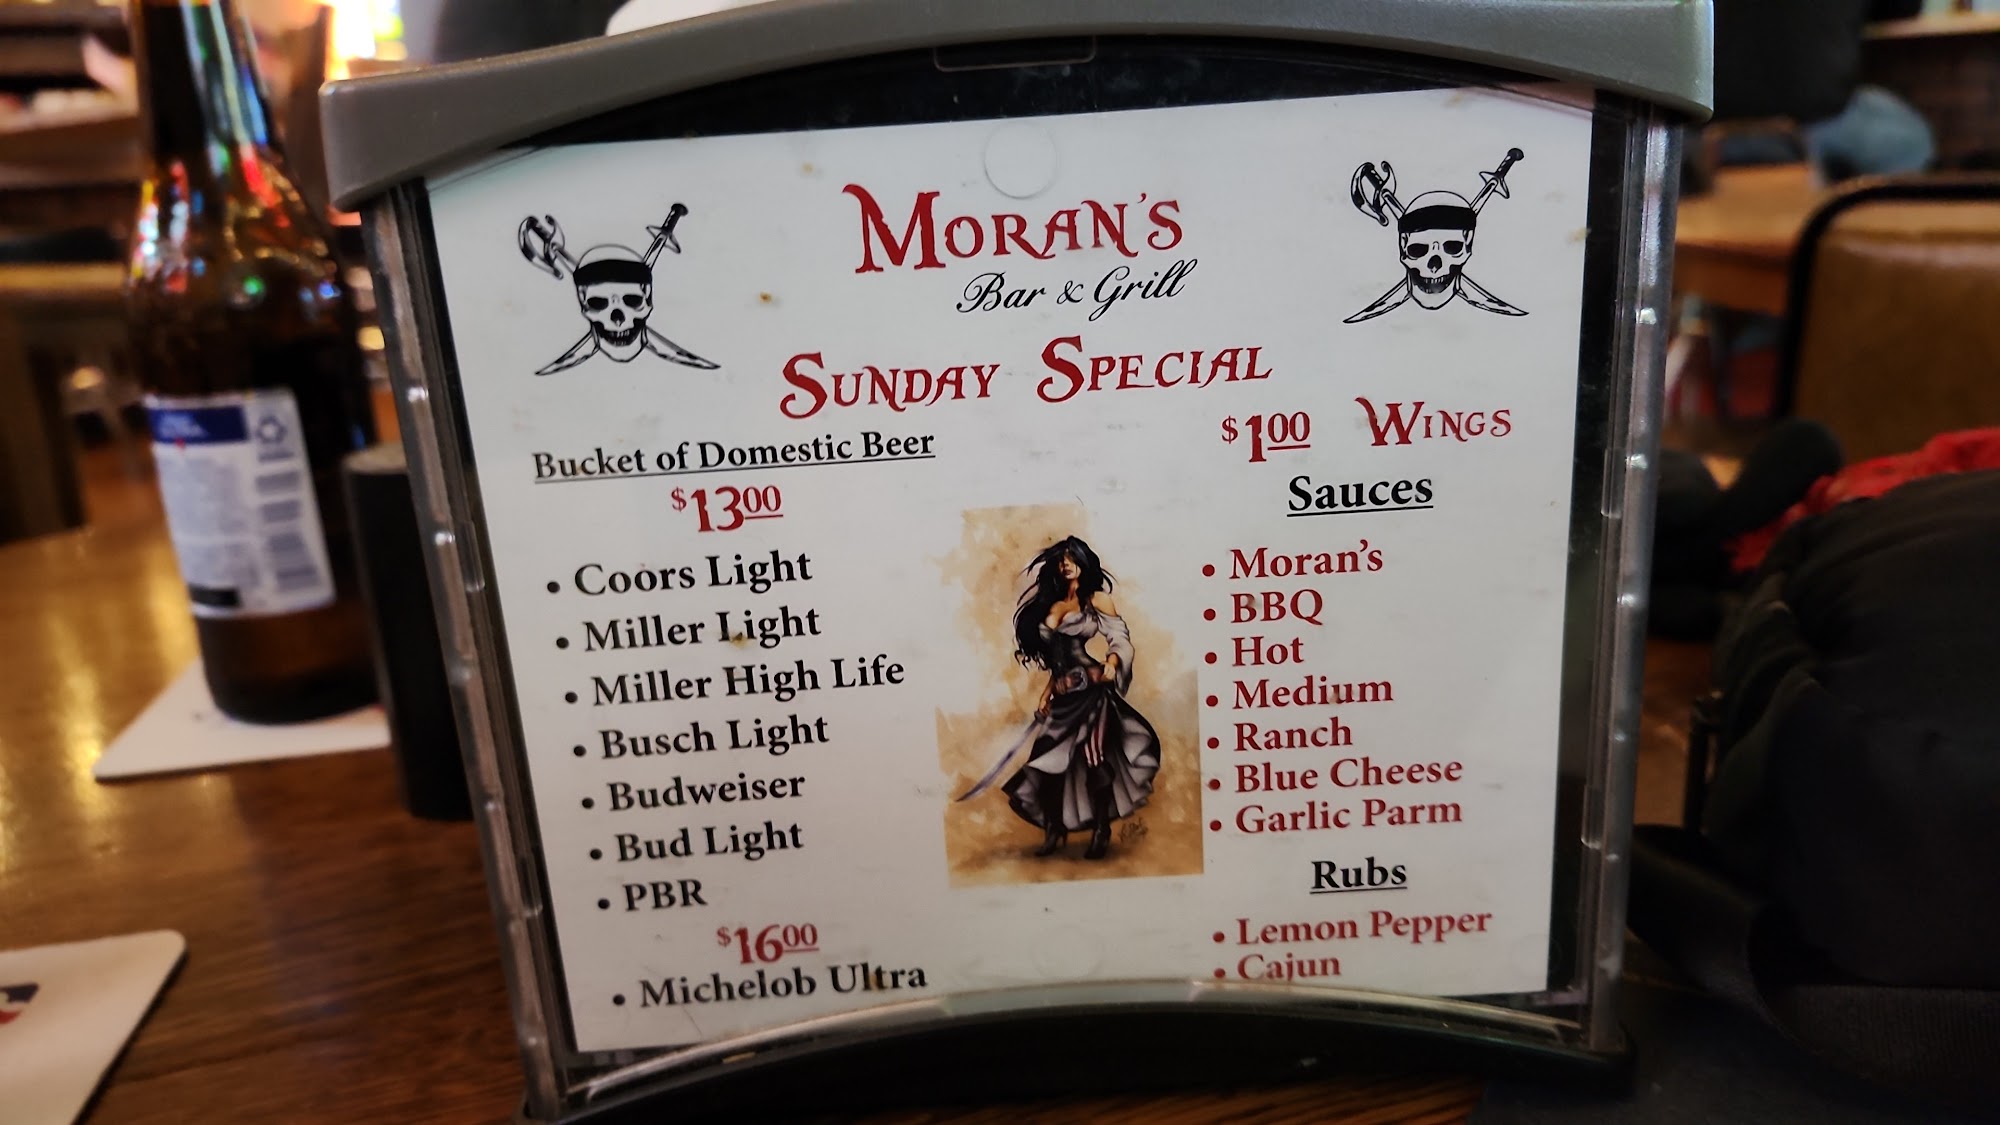 Moran's
Bar & Grill
Sunday Special
Bucket of Domestic Beer
$13.00
• Coors Light
• Miller Light
• Miller High Life
• Busch Light
• Budweiser
• Bud Light
• PBR
$16.00
• Michelob Ultra
$1.00 Wings
Sauces
• Moran's
• BBQ
• Hot
• Medium
• Ranch
• Blue Cheese
• Garlic Parm
Rubs
• Lemon Pepper
• Cajun